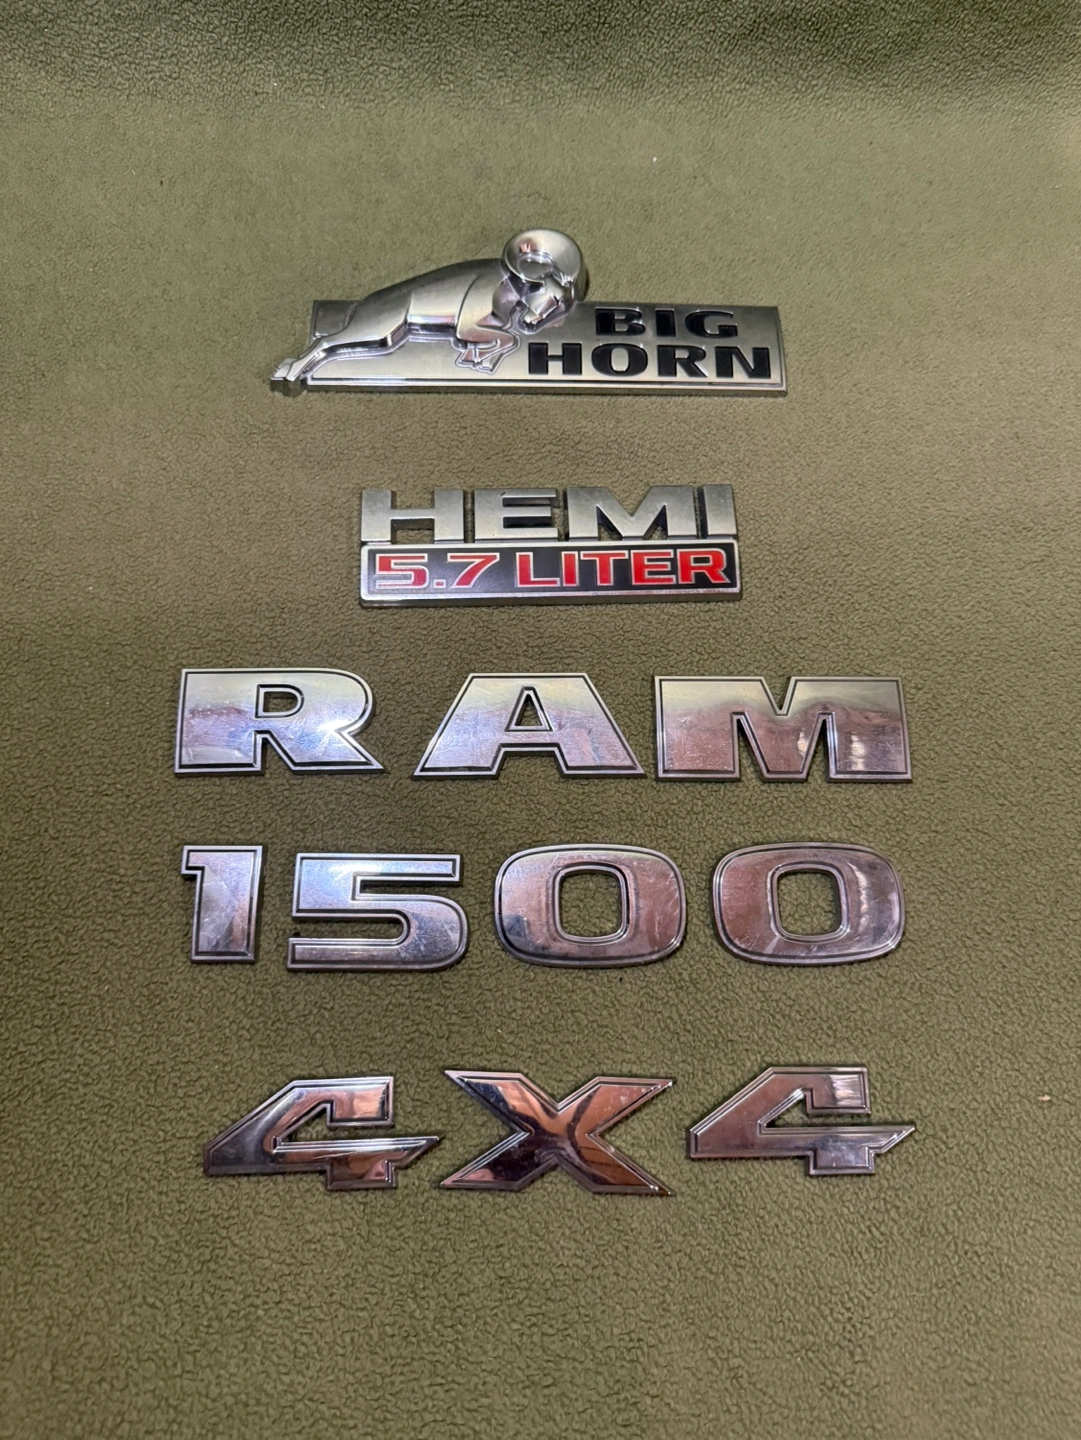 BIG
HORN
HEMI
5.7 LITER
RAM
1500
4X4